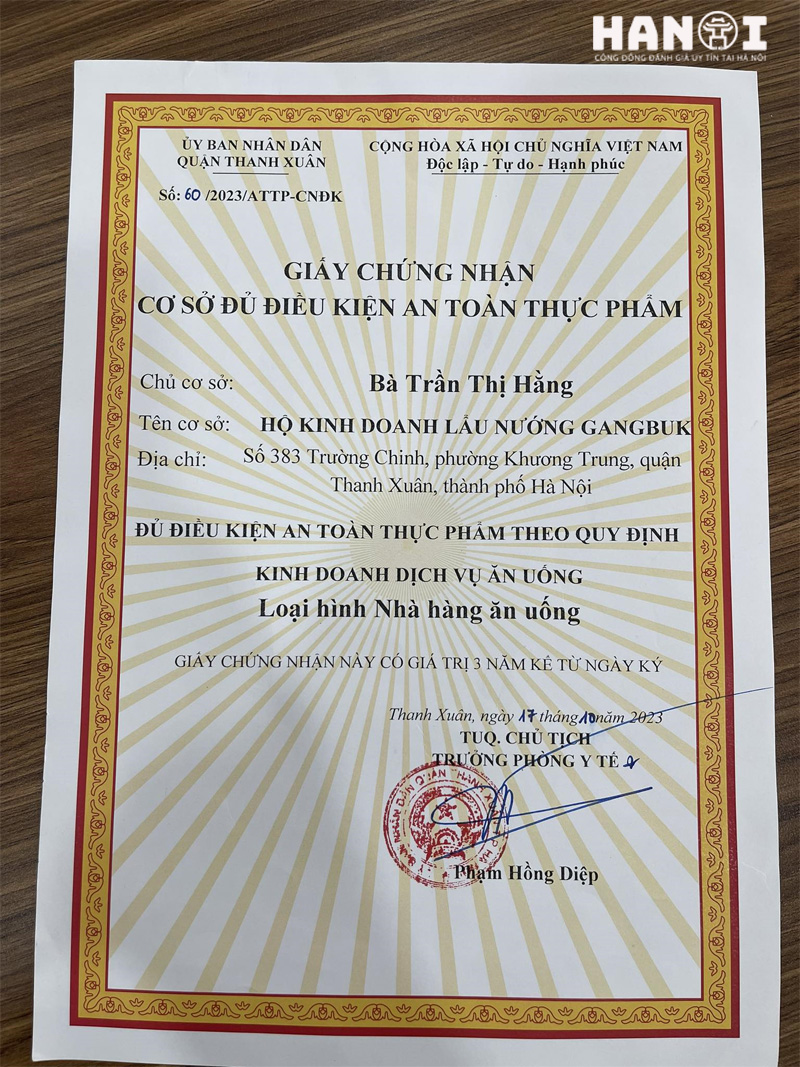 HANOI
CỘNG ĐỒNG ĐÁNH GIÁ UY TÍN TẠI HÀ NỘI
ỦY BAN NHÂN DÂN
QUẬN THANH XUÂN
CỘNG HÒA XÃ HỘI CHỦ NGHĨA VIỆT NAM
Độc lập - Tự do - Hạnh phúc
Số: 60 /2023/ATTP-CNĐK
GIẤY CHỨNG NHẬN
CƠ SỞ ĐỦ ĐIỀU KIỆN AN TOÀN THỰC PHẨM
Chủ cơ sở: Bà Trần Thị Hằng
Tên cơ sở: HỘ KINH DOANH LẨU NƯỚNG GANGBUK
Địa chỉ: Số 383 Trường Chinh, phường Khương Trung, quận
Thanh Xuân, thành phố Hà Nội
ĐỦ ĐIỀU KIỆN AN TOÀN THỰC PHẨM THEO QUY ĐỊNH
KINH DOANH DỊCH VỤ ĂN UỐNG
Loại hình Nhà hàng ăn uống
GIẤY CHỨNG NHẬN NÀY CÓ GIÁ TRỊ 3 NĂM KỂ TỪ NGÀY KÝ
Thanh Xuân, ngày 17 tháng 10 năm 2023
TUQ. CHỦ TỊCH
TRƯỞNG PHÒNG Y TẾ
Phạm Hồng Diệp